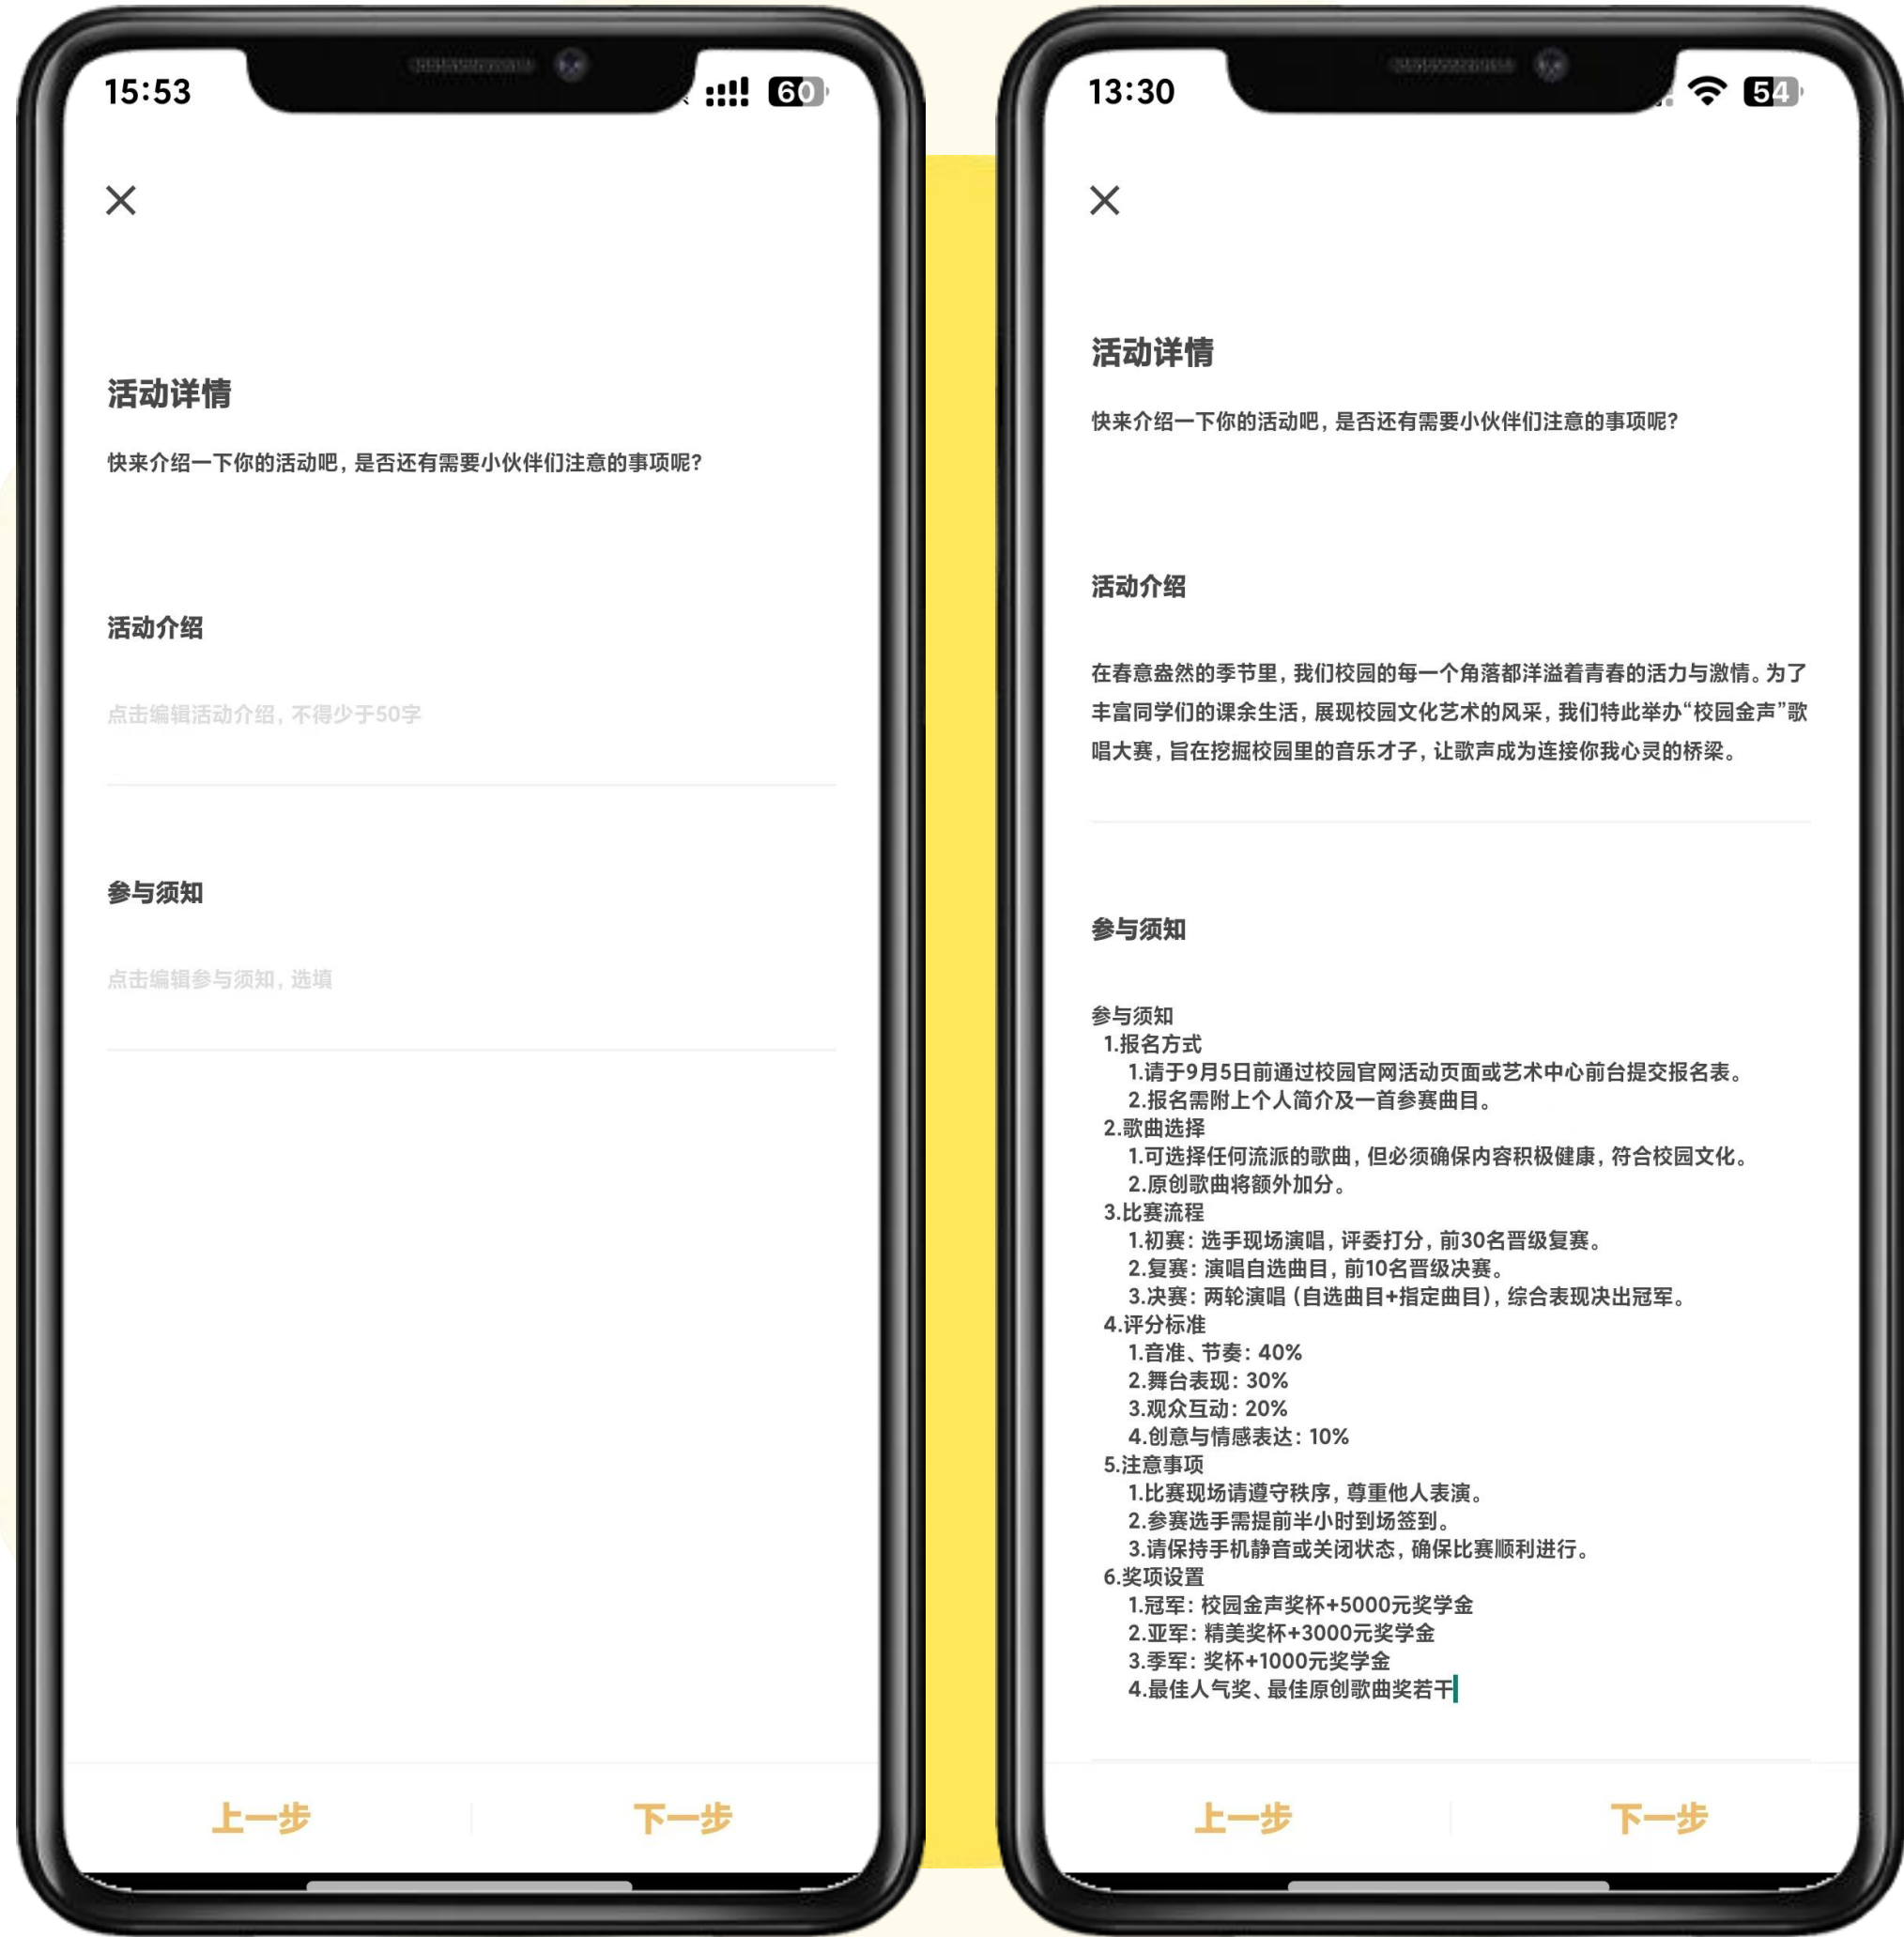 15:53
60
活动详情
快来介绍一下你的活动吧，是否还有需要小伙伴们注意的事项呢？
活动介绍
点击编辑活动介绍，不得少于50字
参与须知
点击编辑参与须知，选填
上一步
下一步
13:30
54
活动详情
快来介绍一下你的活动吧，是否还有需要小伙伴们注意的事项呢？
活动介绍
在春意盎然的季节里，我们校园的每一个角落都洋溢着青春的活力与激情。为了
丰富同学们的课余生活，展现校园文化艺术的风采，我们特此举办“校园金声”歌
唱大赛，旨在挖掘校园里的音乐才子，让歌声成为连接你我心灵的桥梁。
参与须知
参与须知
1.报名方式
1.请于9月5日前通过校园官网活动页面或艺术中心前台提交报名表。
2.报名需附上个人简介及一首参赛曲目。
2.歌曲选择
1.可选择任何流派的歌曲，但必须确保内容积极健康，符合校园文化。
2.原创歌曲将额外加分。
3.比赛流程
1.初赛：选手现场演唱，评委打分，前30名晋级复赛。
2.复赛：演唱自选曲目，前10名晋级决赛。
3.决赛：两轮演唱（自选曲目+指定曲目），综合表现决出冠军。
4.评分标准
1.音准、节奏：40%
2.舞台表现：30%
3.观众互动：20%
4.创意与情感表达：10%
5.注意事项
1.比赛现场请遵守秩序，尊重他人表演。
2.参赛选手需提前半小时到场签到。
3.请保持手机静音或关闭状态，确保比赛顺利进行。
6.奖项设置
1.冠军：校园金声奖杯+5000元奖学金
2.亚军：精美奖杯+3000元奖学金
3.季军：奖杯+1000元奖学金
4.最佳人气奖、最佳原创歌曲奖若干
上一步
下一步